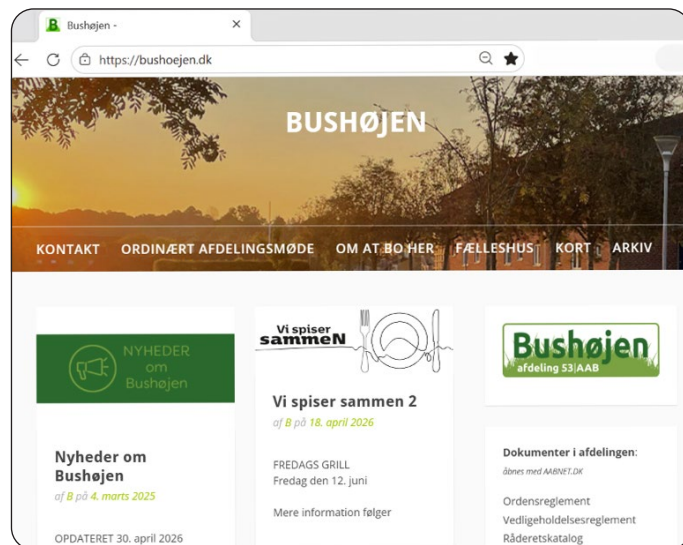 Bushøjen -
https://bushoejen.dk
BUSHØJEN
KONTAKT ORDINÆRT AFDELINGSMØDE OM AT BO HER FÆLLESHUS KORT ARKIV
NYHEDER
om
Bushøjen
Nyheder om
Bushøjen
af B på 4. marts 2025
OPDATERET 30. april 2026
Vi spiser
sammeN
Vi spiser sammen 2
af B på 18. april 2026
FREDAGS GRILL
Fredag den 12. juni
Mere information følger
Bushøjen
afdeling 53|AAB
Dokumenter i afdelingen:
åbnes med AABNET.DK
Ordensreglement
Vedligeholdelsesreglement
Råderetskatalog